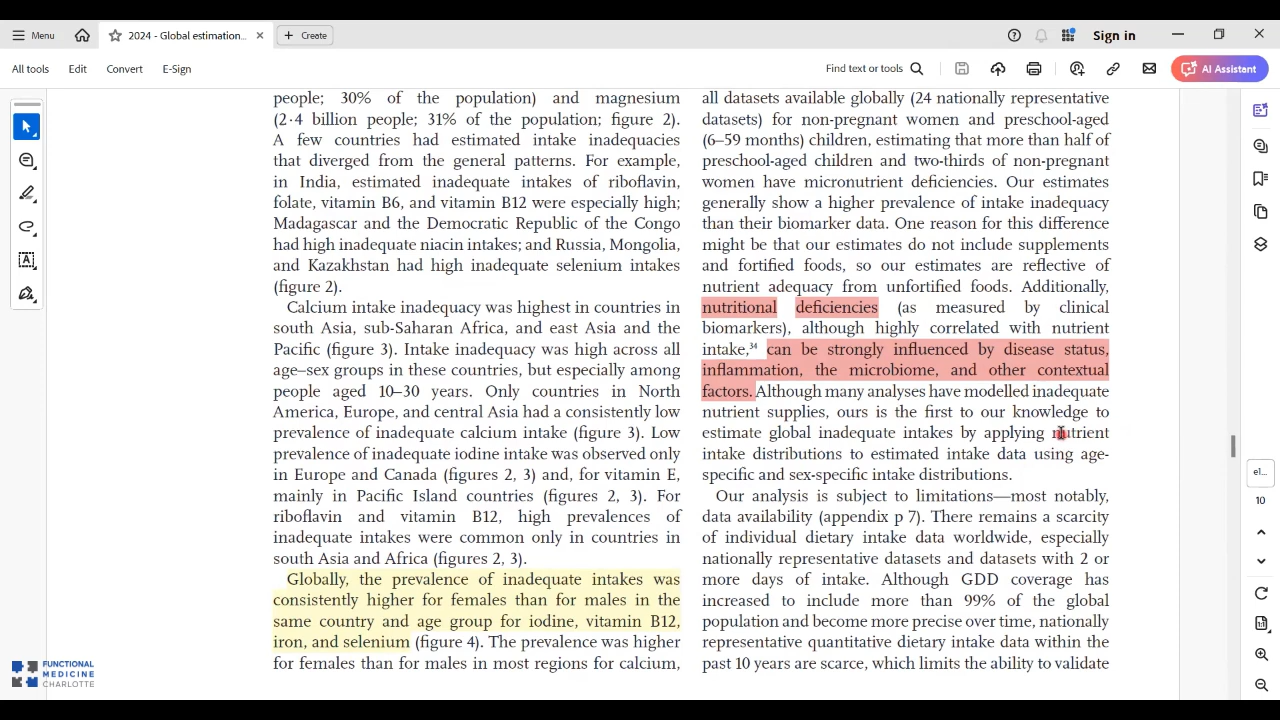 Menu
2024 - Global estimation...
Create
Sign in
All tools
Edit
Convert
E-Sign
Find text or tools
AI Assistant
people; 30% of the population) and magnesium
(2·4 billion people; 31% of the population; figure 2).
A few countries had estimated intake inadequacies
that diverged from the general patterns. For example,
in India, estimated inadequate intakes of riboflavin,
folate, vitamin B6, and vitamin B12 were especially high;
Madagascar and the Democratic Republic of the Congo
had high inadequate niacin intakes; and Russia, Mongolia,
and Kazakhstan had high inadequate selenium intakes
(figure 2).
Calcium intake inadequacy was highest in countries in
south Asia, sub-Saharan Africa, and east Asia and the
Pacific (figure 3). Intake inadequacy was high across all
age–sex groups in these countries, but especially among
people aged 10–30 years. Only countries in North
America, Europe, and central Asia had a consistently low
prevalence of inadequate calcium intake (figure 3). Low
prevalence of inadequate iodine intake was observed only
in Europe and Canada (figures 2, 3) and, for vitamin E,
mainly in Pacific Island countries (figures 2, 3). For
riboflavin and vitamin B12, high prevalences of
inadequate intakes were common only in countries in
south Asia and Africa (figures 2, 3).
Globally, the prevalence of inadequate intakes was
consistently higher for females than for males in the
same country and age group for iodine, vitamin B12,
iron, and selenium (figure 4). The prevalence was higher
for females than for males in most regions for calcium,
all datasets available globally (24 nationally representative
datasets) for non-pregnant women and preschool-aged
(6–59 months) children, estimating that more than half of
preschool-aged children and two-thirds of non-pregnant
women have micronutrient deficiencies. Our estimates
generally show a higher prevalence of intake inadequacy
than their biomarker data. One reason for this difference
might be that our estimates do not include supplements
and fortified foods, so our estimates are reflective of
nutrient adequacy from unfortified foods. Additionally,
nutritional deficiencies (as measured by clinical
biomarkers), although highly correlated with nutrient
intake,³⁴ can be strongly influenced by disease status,
inflammation, the microbiome, and other contextual
factors. Although many analyses have modelled inadequate
nutrient supplies, ours is the first to our knowledge to
estimate global inadequate intakes by applying nutrient
intake distributions to estimated intake data using age-
specific and sex-specific intake distributions.
Our analysis is subject to limitations—most notably,
data availability (appendix p 7). There remains a scarcity
of individual dietary intake data worldwide, especially
nationally representative datasets and datasets with 2 or
more days of intake. Although GDD coverage has
increased to include more than 99% of the global
population and become more precise over time, nationally
representative quantitative dietary intake data within the
past 10 years are scarce, which limits the ability to validate
el...
10
FUNCTIONAL
MEDICINE
CHARLOTTE